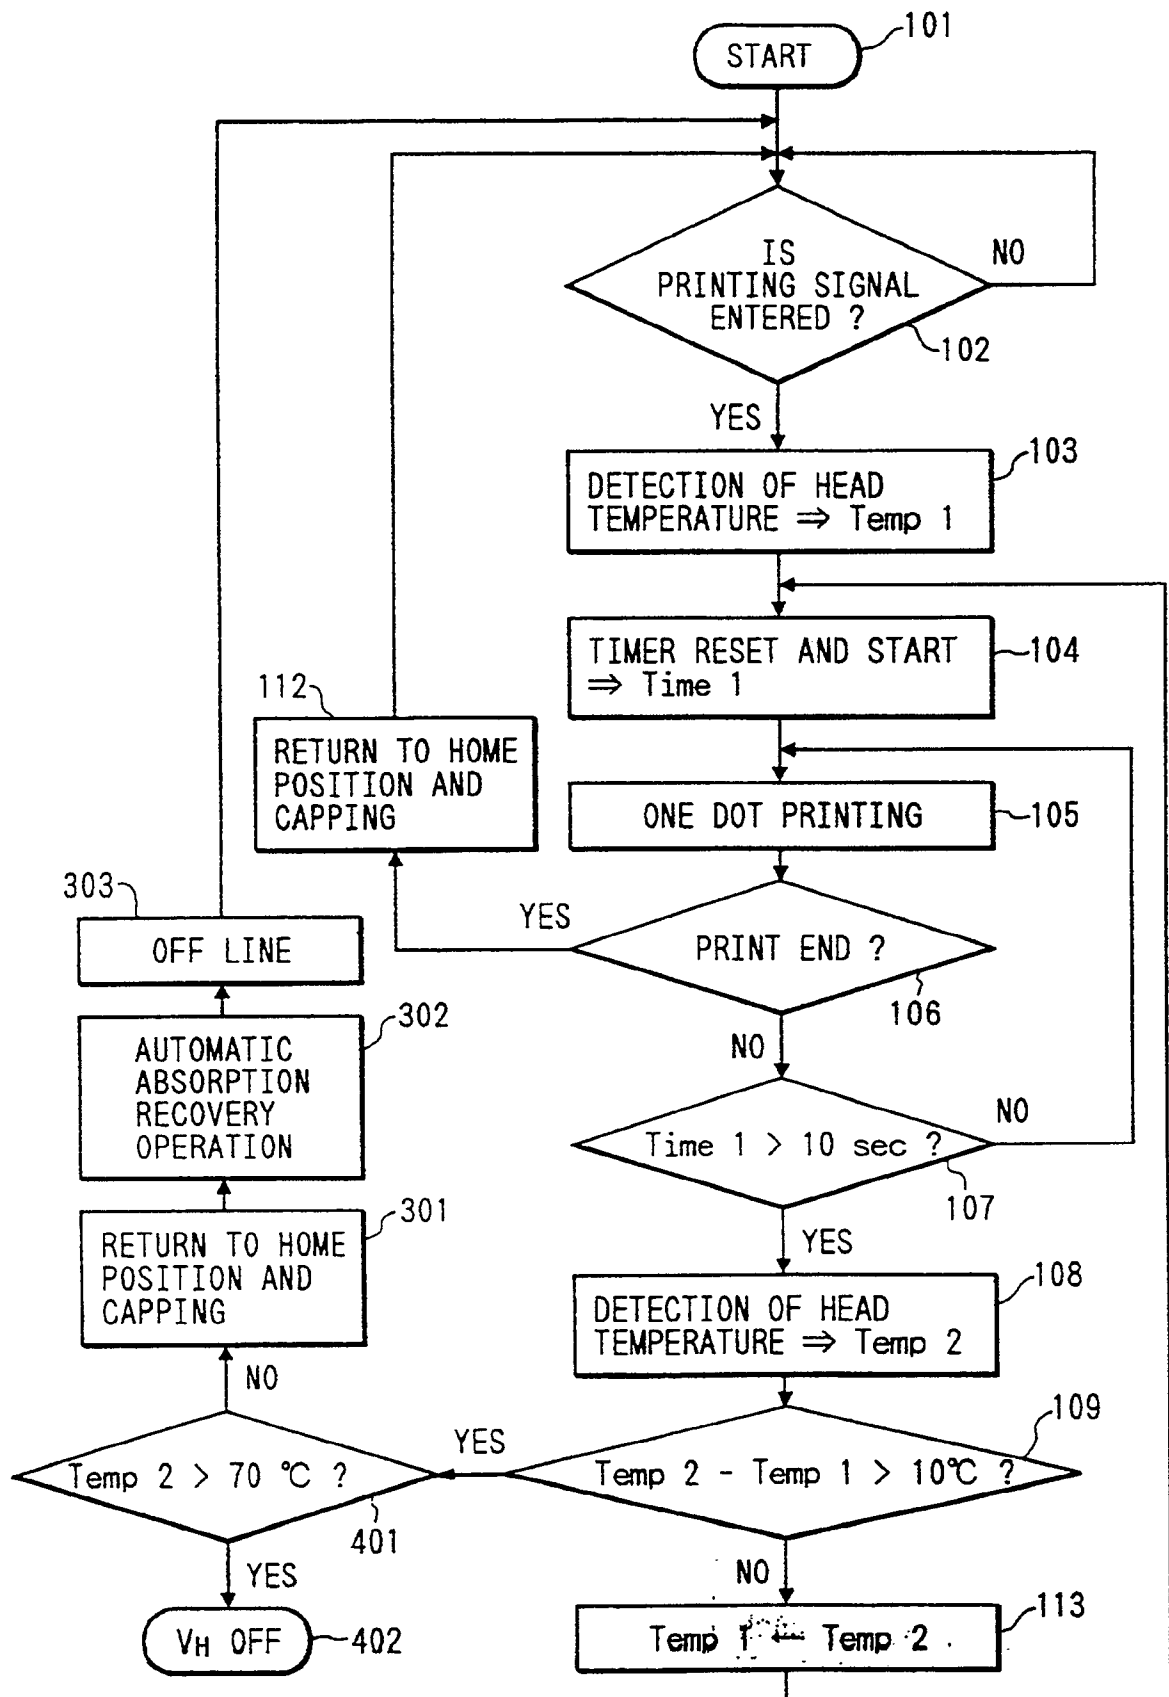 START
101
IS
PRINTING SIGNAL
ENTERED ?
NO
102
YES
103
DETECTION OF HEAD
TEMPERATURE ⇒ Temp 1
TIMER RESET AND START
⇒ Time 1
104
112
RETURN TO HOME
POSITION AND
CAPPING
ONE DOT PRINTING
105
303
YES
OFF LINE
PRINT END ?
106
302
NO
AUTOMATIC
ABSORPTION
RECOVERY
OPERATION
NO
Time 1 > 10 sec ?
107
301
YES
RETURN TO HOME
POSITION AND
CAPPING
108
DETECTION OF HEAD
TEMPERATURE ⇒ Temp 2
NO
109
YES
Temp 2 > 70 °C ?
Temp 2 - Temp 1 > 10°C ?
401
YES
NO
VH OFF
402
113
Temp 1 ← Temp 2